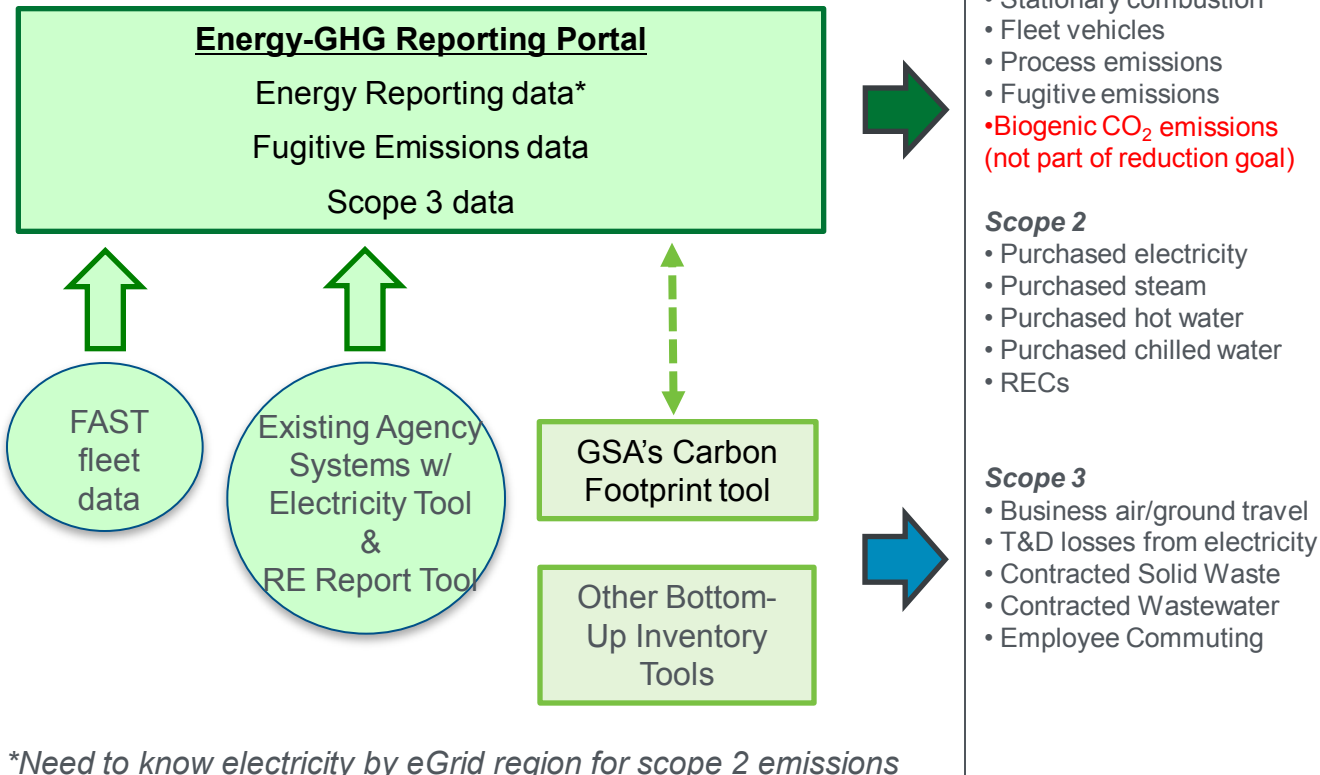 Energy-GHG Reporting Portal
Energy Reporting data*
Fugitive Emissions data
Scope 3 data
FAST
fleet
data
Existing Agency
Systems w/
Electricity Tool
&
RE Report Tool
GSA's Carbon
Footprint tool
Other Bottom-
Up Inventory
Tools
*Need to know electricity by eGrid region for scope 2 emissions
• Stationary combustion
• Fleet vehicles
• Process emissions
• Fugitive emissions
•Biogenic CO₂ emissions
(not part of reduction goal)
Scope 2
• Purchased electricity
• Purchased steam
• Purchased hot water
• Purchased chilled water
• RECs
Scope 3
• Business air/ground travel
• T&D losses from electricity
• Contracted Solid Waste
• Contracted Wastewater
• Employee Commuting